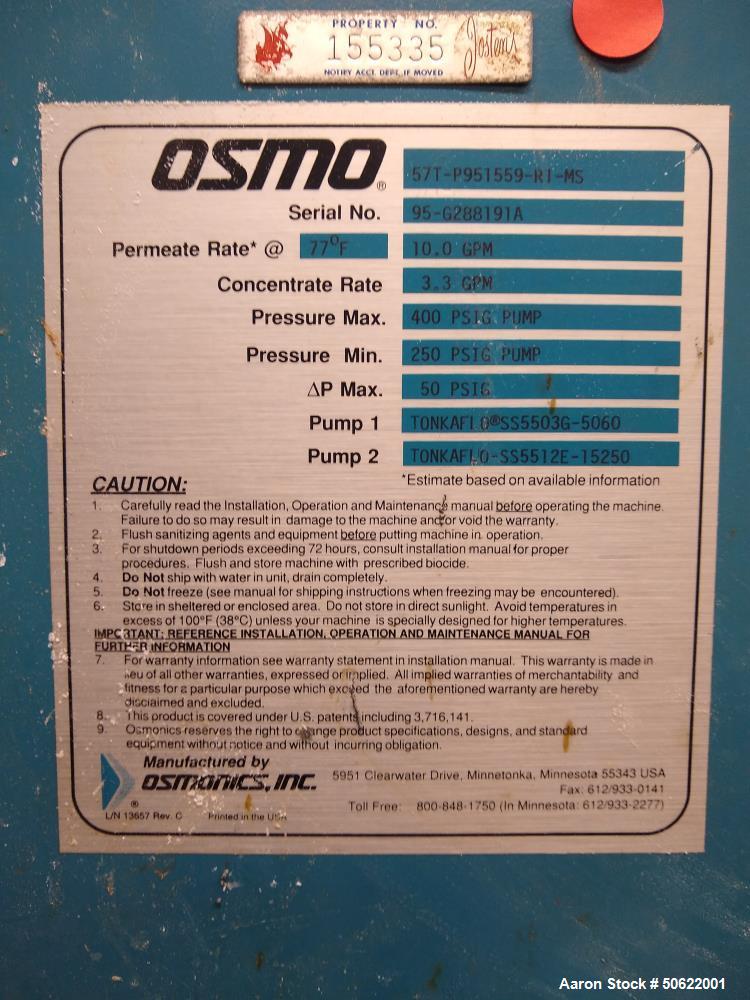 PROPERTY NO.
155335
Jostens
NOTIFY ACCT. DEPT. IF MOVED
OSMO® 57T-P951559-R1-MS
Serial No. 95-G288191A
Permeate Rate* @ 77°F 10.0 GPM
Concentrate Rate 3.3 GPM
Pressure Max. 400 PSIG PUMP
Pressure Min. 250 PSIG PUMP
ΔP Max. 50 PSIG
Pump 1 TONKAFLO®SS5503G-5060
Pump 2 TONKAFLO-SS5512E-15250
*Estimate based on available information
CAUTION:
1. Carefully read the Installation, Operation and Maintenance manual before operating the machine.
Failure to do so may result in damage to the machine and/or void the warranty.
2. Flush sanitizing agents and equipment before putting machine in operation.
3. For shutdown periods exceeding 72 hours, consult installation manual for proper
procedures. Flush and store machine with prescribed biocide.
4. Do Not ship with water in unit, drain completely.
5. Do Not freeze (see manual for shipping instructions when freezing may be encountered).
6. Store in sheltered or enclosed area. Do not store in direct sunlight. Avoid temperatures in
excess of 100°F (38°C) unless your machine is specially designed for higher temperatures.
IMPORTANT: REFERENCE INSTALLATION, OPERATION AND MAINTENANCE MANUAL FOR
FURTHER INFORMATION
7. For warranty information see warranty statement in installation manual. This warranty is made in
lieu of all other warranties, expressed or implied. All implied warranties of merchantability and
fitness for a particular purpose which exceed the aforementioned warranty are hereby
disclaimed and excluded.
8. This product is covered under U.S. patents including 3,716,141.
9. Osmonics reserves the right to change product specifications, designs, and standard
equipment without notice and without incurring obligation.
Manufactured by
OSMONICS, INC. 5951 Clearwater Drive, Minnetonka, Minnesota 55343 USA
Fax: 612/933-0141
® Toll Free: 800-848-1750 (In Minnesota: 612/933-2277)
L/N 13657 Rev. C Printed in the USA
Aaron Stock # 50622001